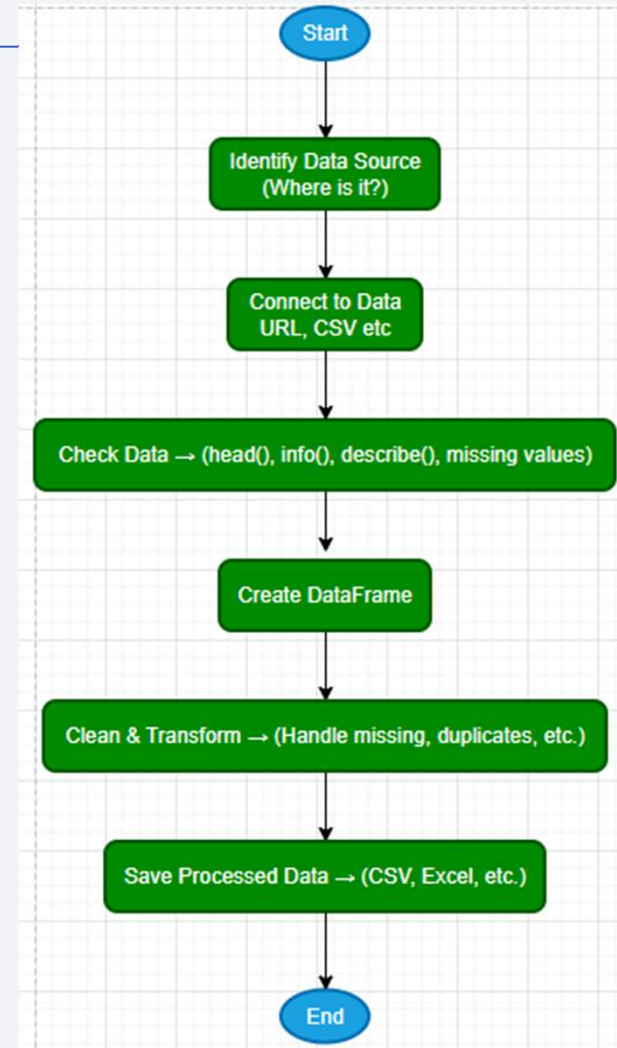 Start
Identify Data Source
(Where is it?)
Connect to Data
URL, CSV etc
Check Data → (head(), info(), describe(), missing values)
Create DataFrame
Clean & Transform → (Handle missing, duplicates, etc.)
Save Processed Data → (CSV, Excel, etc.)
End